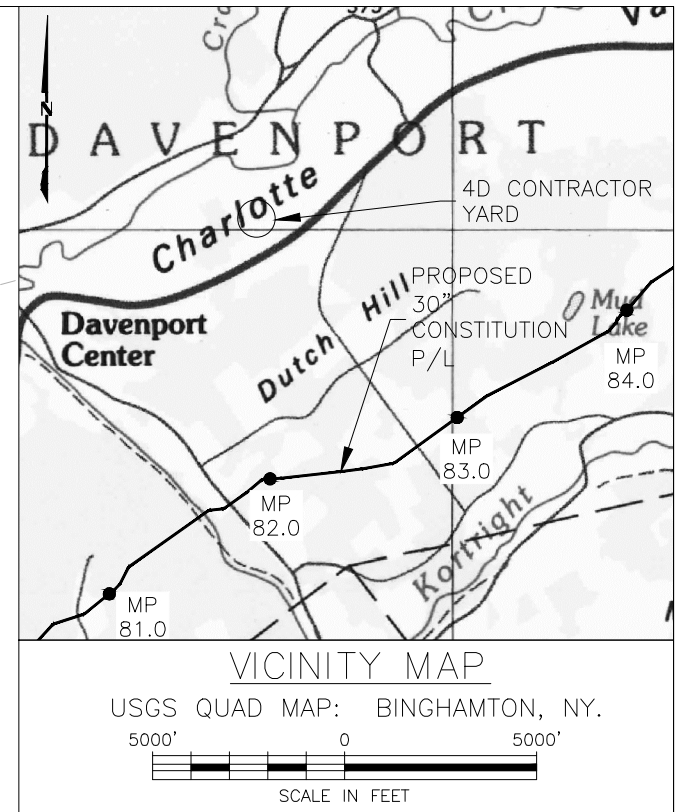 375
Va
N
DAVENPORT
4D CONTRACTOR
YARD
Charlotte
PROPOSED
30"
CONSTITUTION
P/L
Dutch Hill
Mud
Lake
Davenport
Center
MP
84.0
MP
83.0
MP
82.0
Kortright
MP
81.0
VICINITY MAP
USGS QUAD MAP: BINGHAMTON, NY.
5000' 0 5000'
SCALE IN FEET